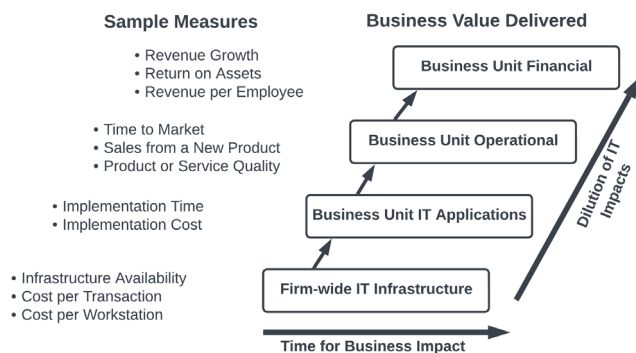 Sample Measures
Business Value Delivered
• Revenue Growth
• Return on Assets
• Revenue per Employee
Business Unit Financial
• Time to Market
• Sales from a New Product
• Product or Service Quality
Business Unit Operational
• Implementation Time
• Implementation Cost
Business Unit IT Applications
• Infrastructure Availability
• Cost per Transaction
• Cost per Workstation
Firm-wide IT Infrastructure
Dilution of IT
Impacts
Time for Business Impact